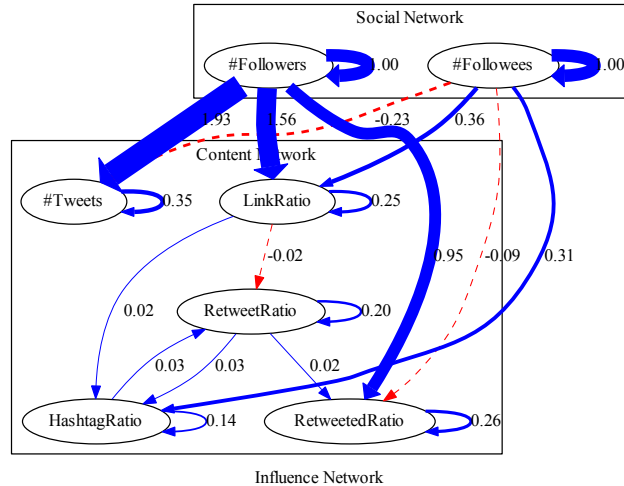 Social Network
#Followers
1.00
#Followees
1.00
1.93
1.56
-0.23
0.36
Content Network
#Tweets
0.35
LinkRatio
0.25
-0.02
0.95
-0.09
0.31
0.02
RetweetRatio
0.20
0.03
0.03
0.02
HashtagRatio
0.14
RetweetedRatio
0.26
Influence Network